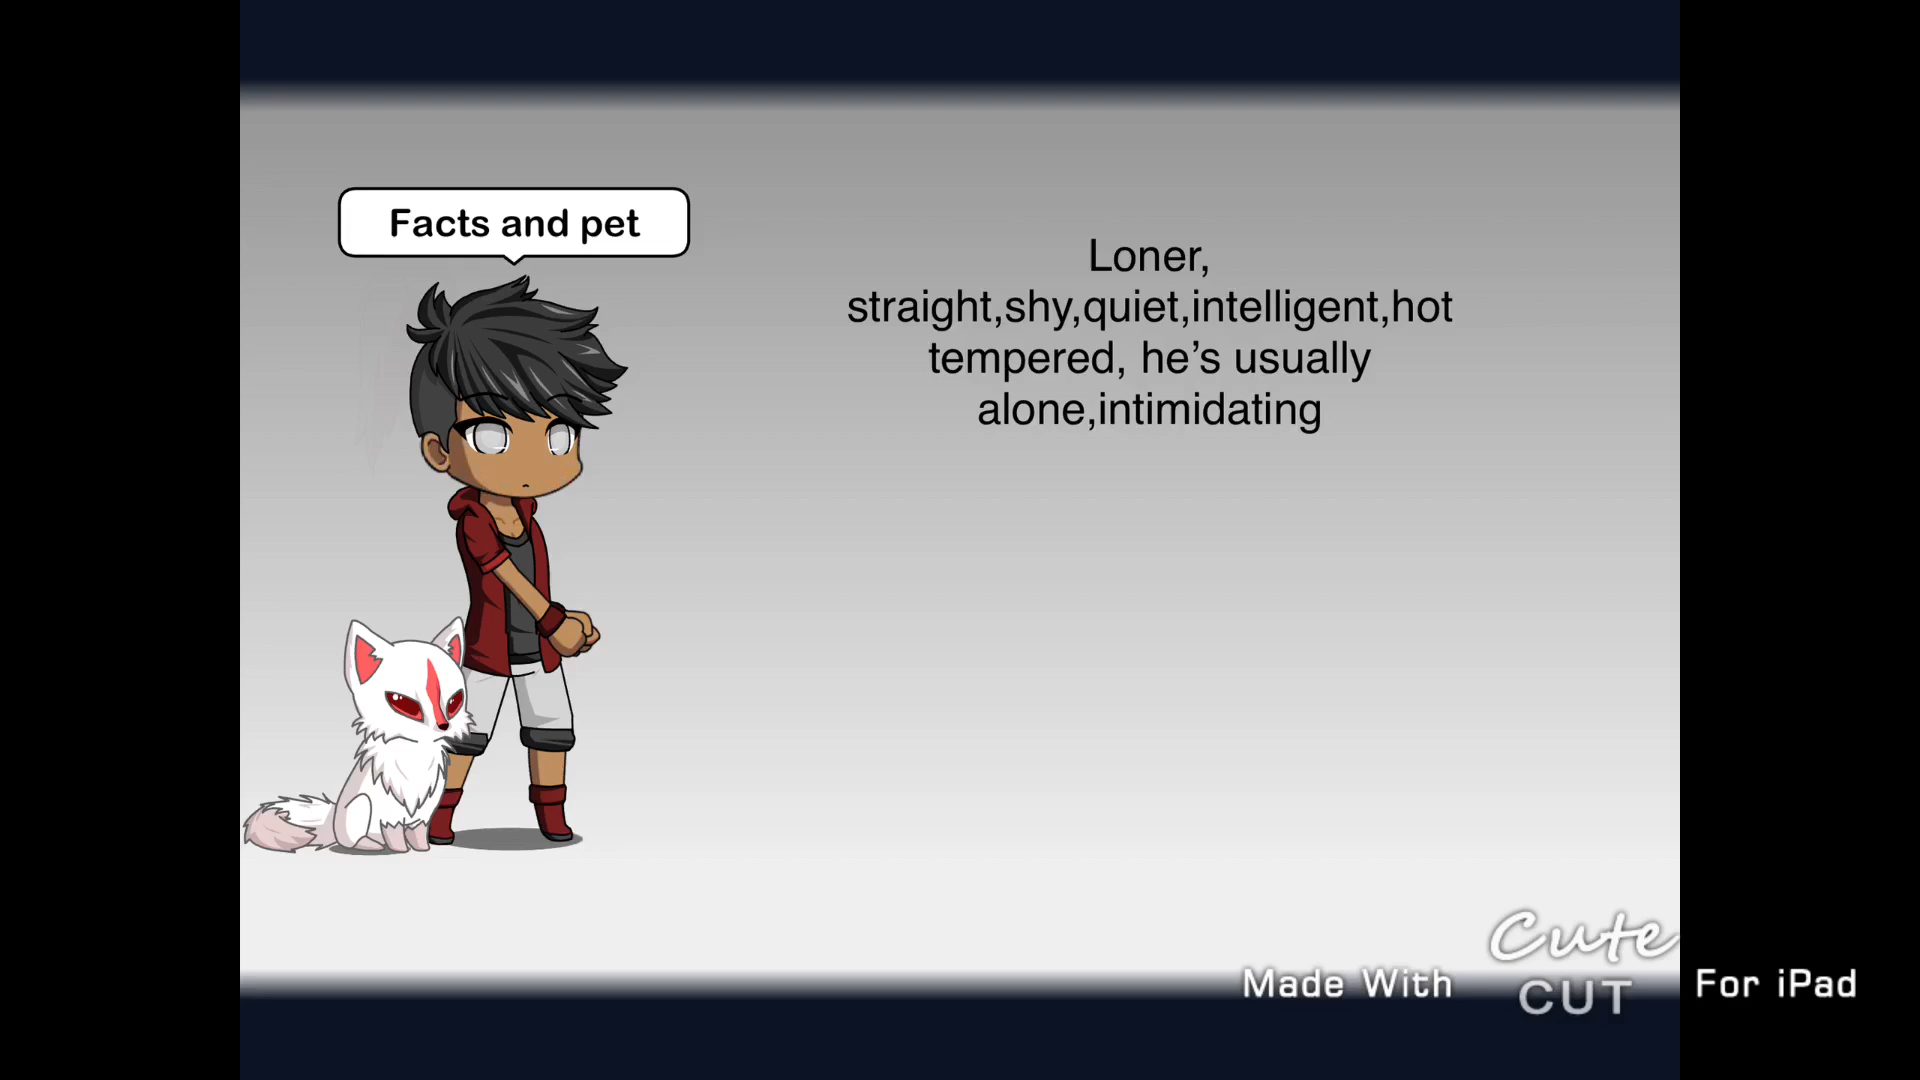 Facts and pet
Loner,
straight,shy,quiet,intelligent,hot
tempered, he’s usually
alone,intimidating
Made With Cute CUT For iPad